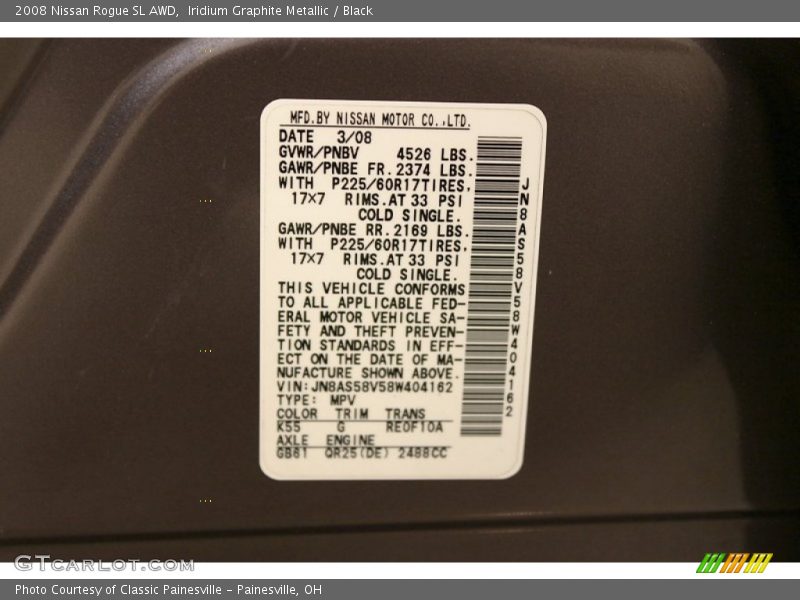 2008 Nissan Rogue SL AWD,  Iridium Graphite Metallic / Black
MFD.BY NISSAN MOTOR CO.,LTD.
DATE 3/08
GVWR/PNBV 4526 LBS.
GAWR/PNBE FR. 2374 LBS.
WITH P225/60R17TIRES,
17×7 RIMS.AT 33 PSI
COLD SINGLE.
GAWR/PNBE RR. 2169 LBS.
WITH P225/60R17TIRES,
17×7 RIMS.AT 33 PSI
COLD SINGLE.
THIS VEHICLE CONFORMS
TO ALL APPLICABLE FED-
ERAL MOTOR VEHICLE SA-
FETY AND THEFT PREVEN-
TION STANDARDS IN EFF-
ECT ON THE DATE OF MA-
NUFACTURE SHOWN ABOVE.
VIN:JN8AS58V58W404162
TYPE: MPV
COLOR TRIM TRANS
K55 G RE0F10A
AXLE ENGINE
GB61 QR25(DE) 2488CC
JN8AS58V58W404162
GTCARLOT.COM
Photo Courtesy of Classic Painesville – Painesville, OH